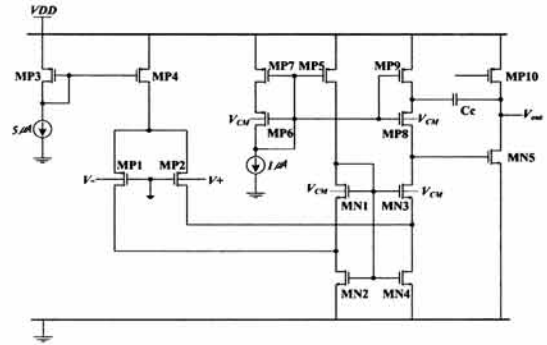 VDD
MP3
MP4
MP7
MP5
MP9
MP10
VCM
MP6
MP8
VCM
Cc
Vout
5μA
1μA
MP1
MP2
V-
V+
MN5
VCM
MN1
MN3
VCM
MN2
MN4